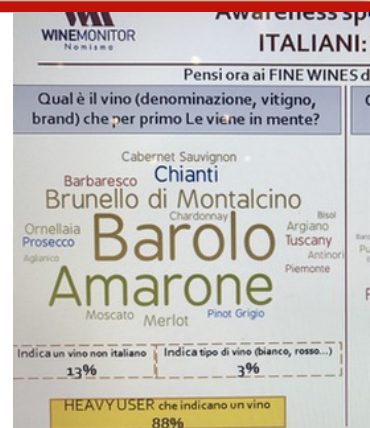 WINEMONITOR
Nomisma
Awareness sp
ITALIANI:
Pensi ora ai FINE WINES d
Qual è il vino (denominazione, vitigno,
brand) che per primo Le viene in mente?
Cabernet Sauvignon
Barbaresco Chianti
Brunello di Montalcino
Chardonnay Bisol
Ornellaia Barolo Argiano
Prosecco Tuscany
Aglianico Antinori
Amarone Piemonte
Moscato Merlot Pinot Grigio
Indica un vino non italiano
13%
Indica tipo di vino (bianco, rosso...)
3%
HEAVY USER che indicano un vino
88%